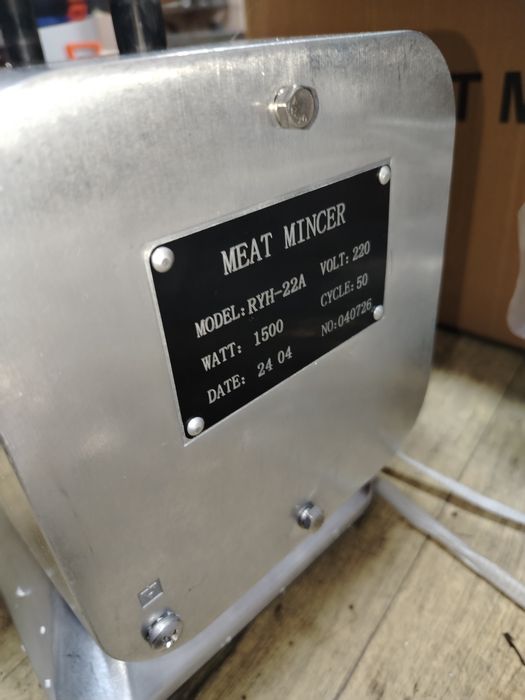 MEAT MINCER
MODEL:RYH-22A VOLT: 220
WATT: 1500 CYCLE: 50
DATE: 24 04 NO:040726
T M